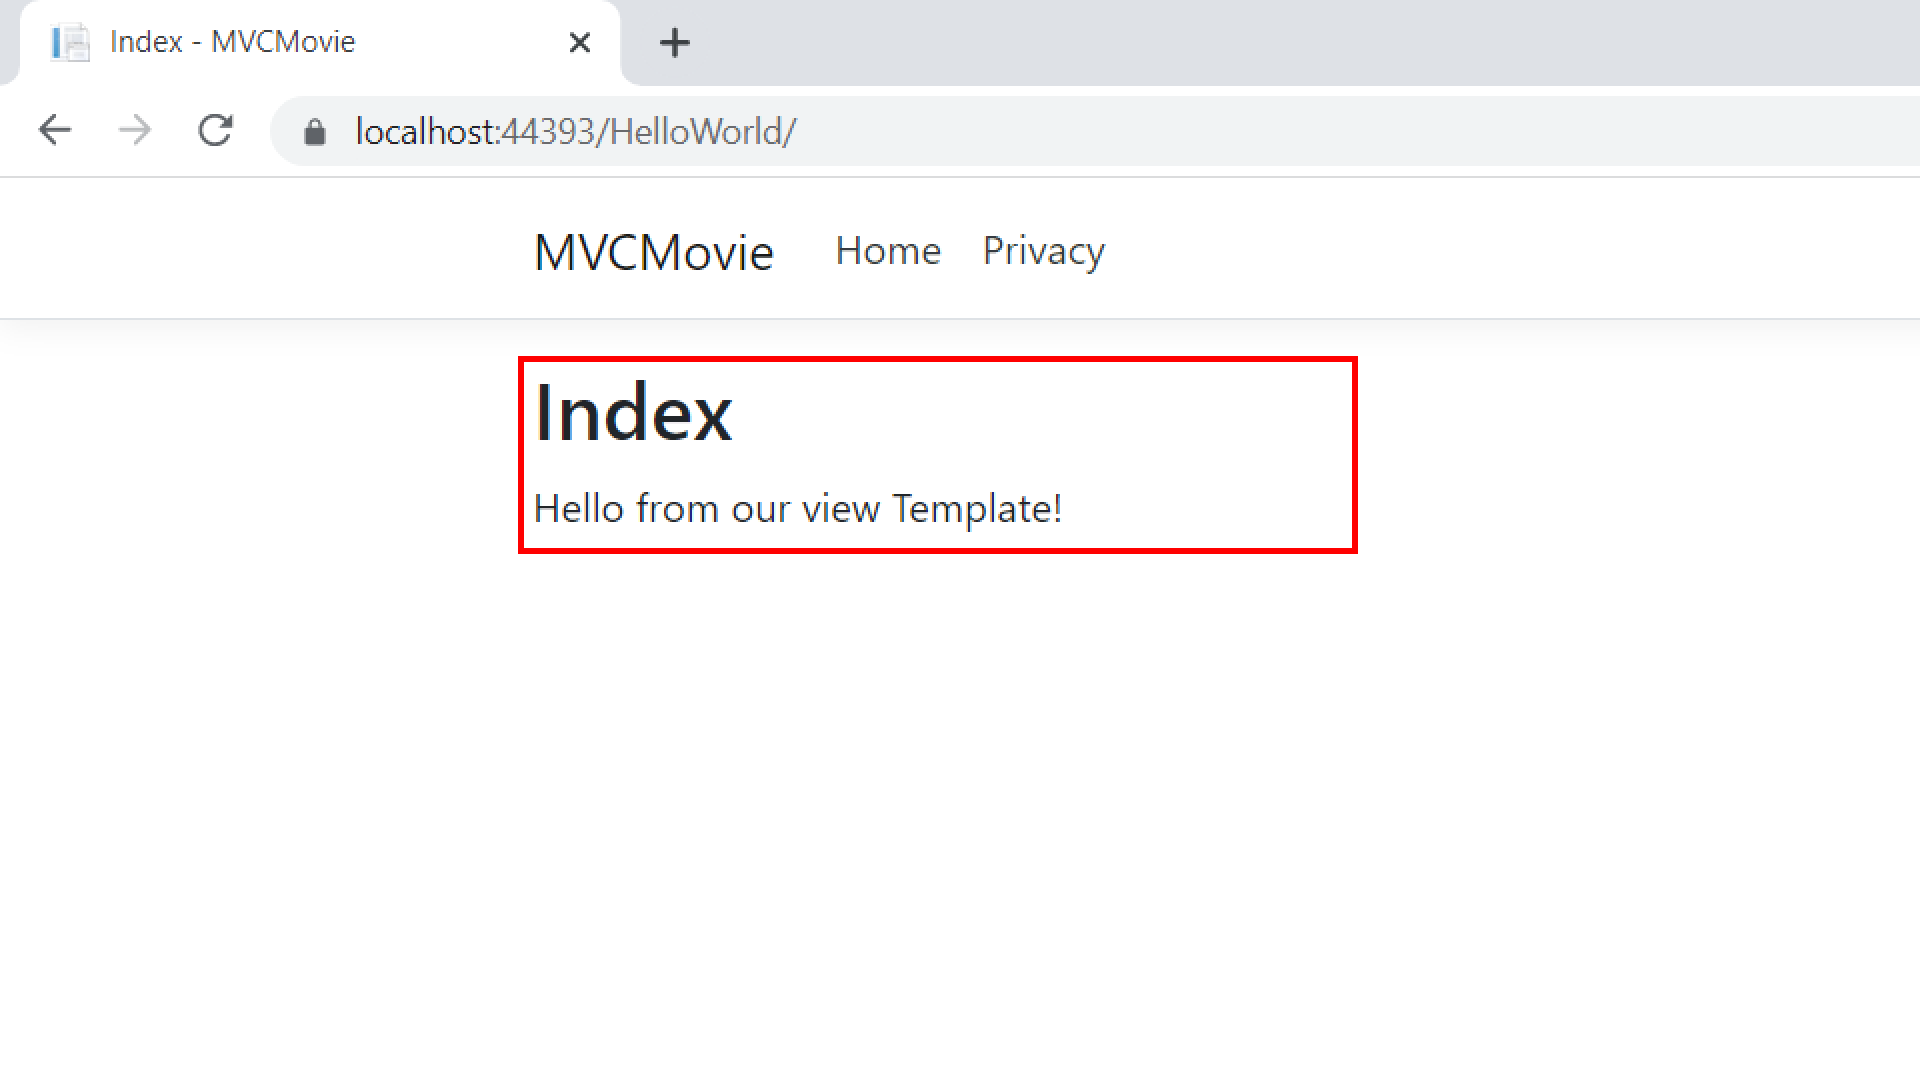 Index - MVCMovie
localhost:44393/HelloWorld/
MVCMovie Home Privacy
Index
Hello from our view Template!